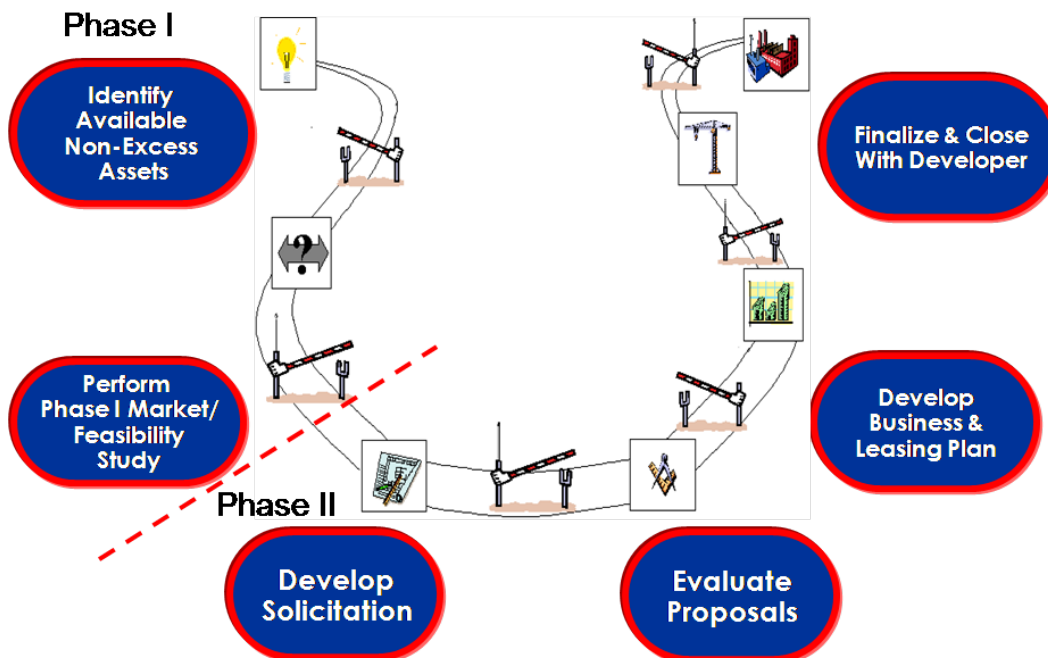 Phase I
Identify
Available
Non-Excess
Assets
Perform
Phase I Market/
Feasibility
Study
Phase II
Develop
Solicitation
Evaluate
Proposals
Develop
Business &
Leasing Plan
Finalize & Close
With Developer
?